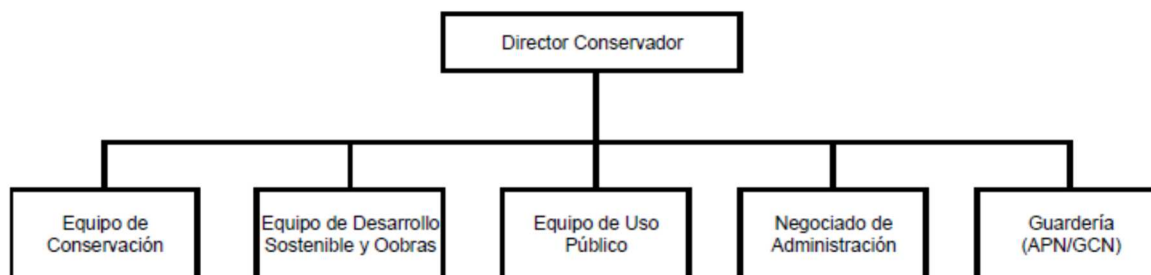 Director Conservador
Equipo de
Conservación
Equipo de Desarrollo
Sostenible y Oobras
Equipo de Uso
Público
Negociado de
Administración
Guardería
(APN/GCN)